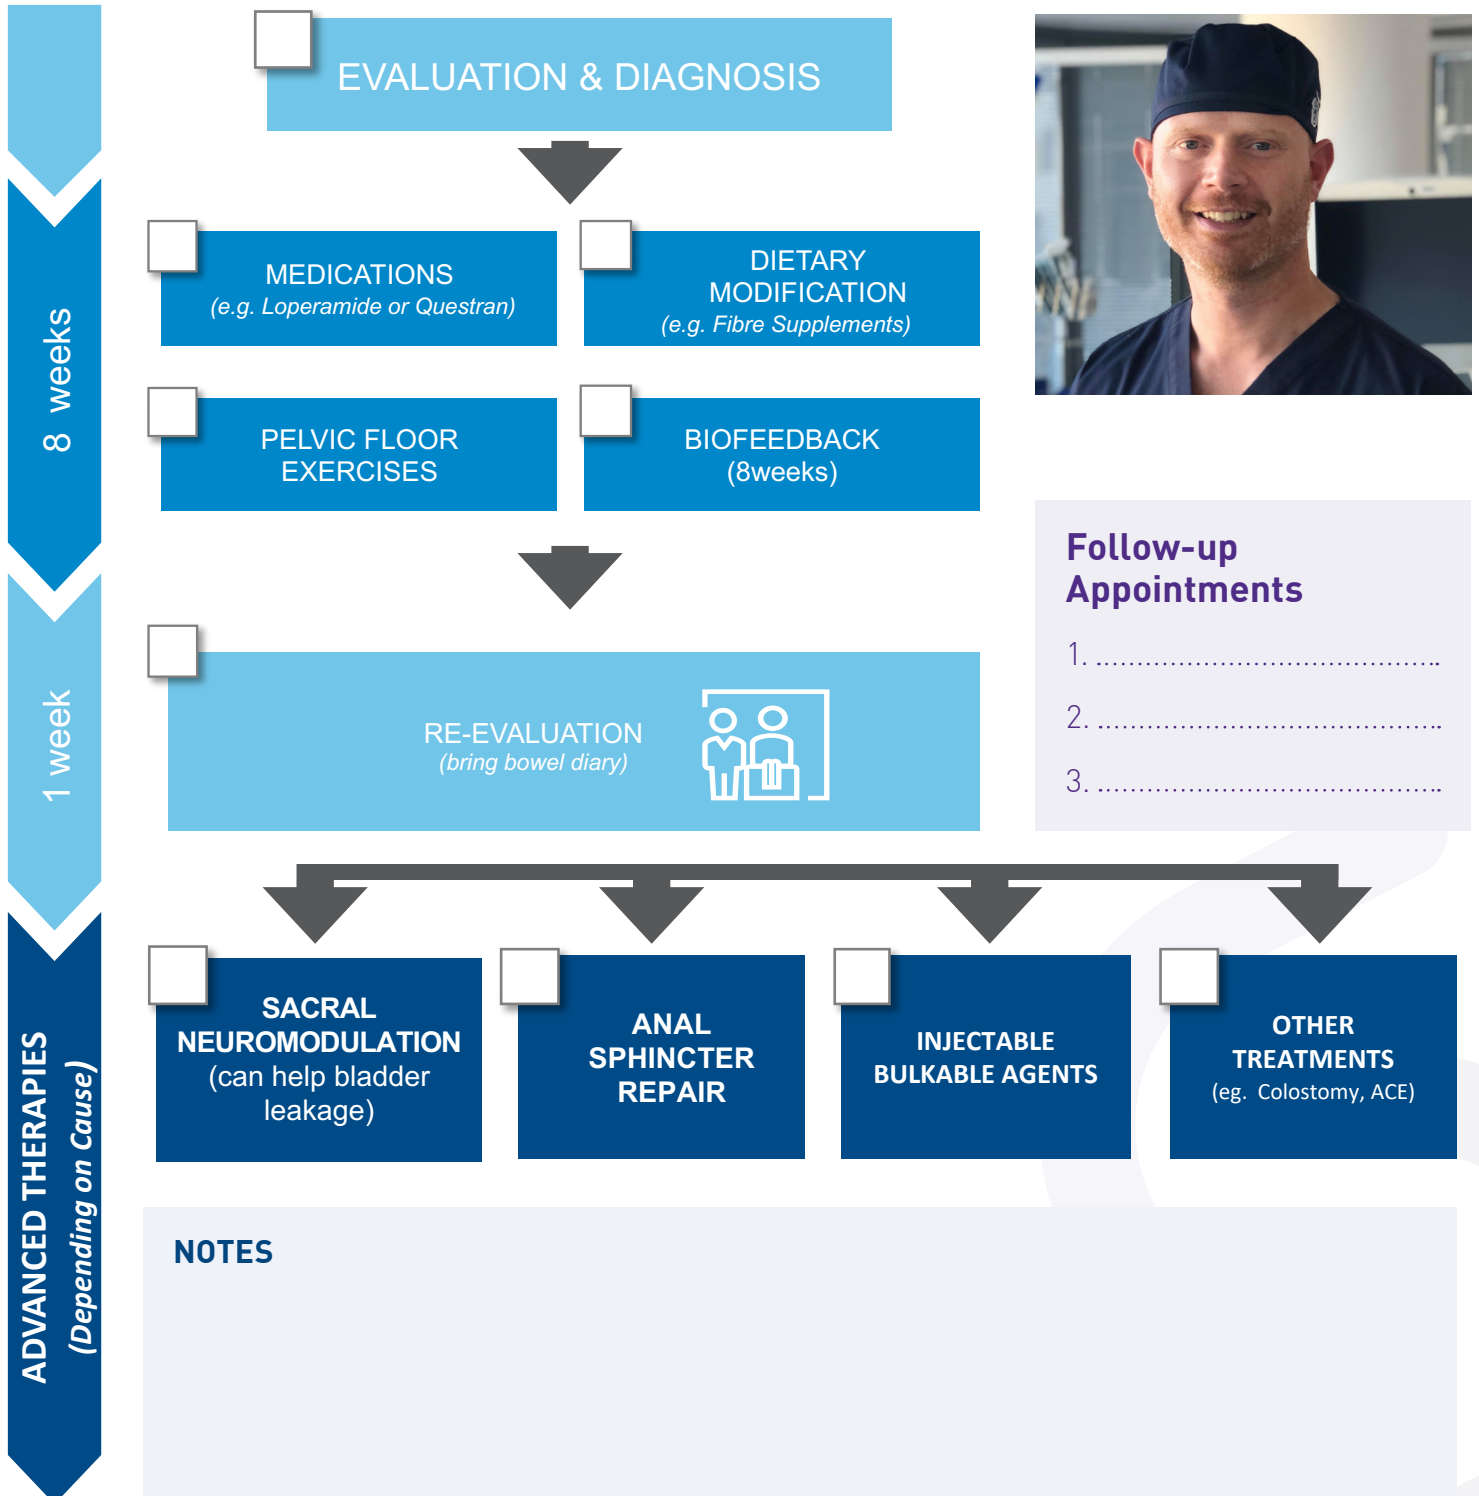 EVALUATION & DIAGNOSIS
8 weeks
MEDICATIONS
(e.g. Loperamide or Questran)
DIETARY
MODIFICATION
(e.g. Fibre Supplements)
PELVIC FLOOR
EXERCISES
BIOFEEDBACK
(8weeks)
Follow-up
Appointments
1. ..........................................
2. ..........................................
3. ..........................................
1 week
RE-EVALUATION
(bring bowel diary)
ADVANCED THERAPIES
(Depending on Cause)
SACRAL
NEUROMODULATION
(can help bladder
leakage)
ANAL
SPHINCTER
REPAIR
INJECTABLE
BULKABLE AGENTS
OTHER
TREATMENTS
(eg. Colostomy, ACE)
NOTES